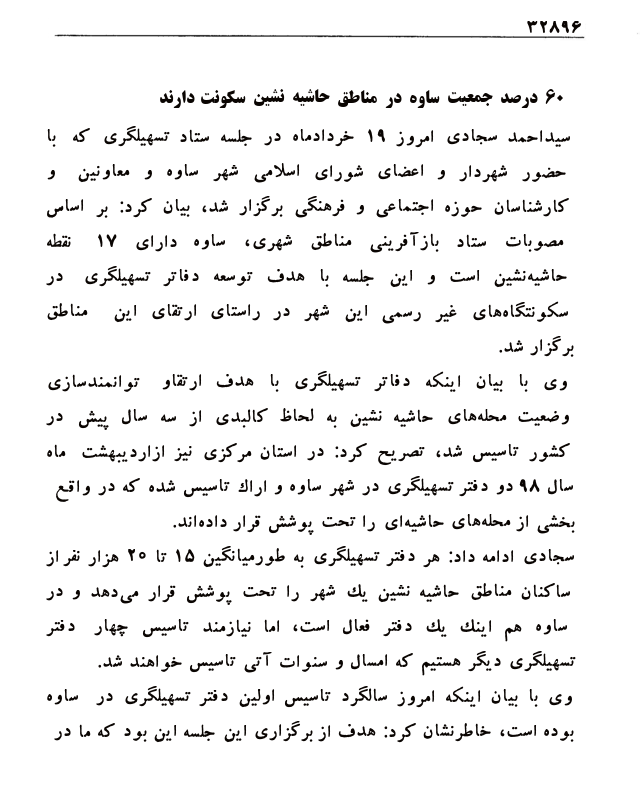 ۳۲۸۹۶
۶۰ درصد جمعیت ساوه در مناطق حاشیه نشین سکونت دارند
سیداحمد سجادی امروز ۱۹ خردادماه در جلسه ستاد تسهیلگری که با
حضور شهردار و اعضای شورای اسلامی شهر ساوه و معاونین و
کارشناسان حوزه اجتماعی و فرهنگی برگزار شد، بیان کرد: بر اساس
مصوبات ستاد بازآفرینی مناطق شهری، ساوه دارای ۱۷ نقطه
حاشیه‌نشین است و این جلسه با هدف توسعه دفاتر تسهیلگری در
سکونتگاه‌های غیر رسمی این شهر در راستای ارتقای این مناطق
برگزار شد.
وی با بیان اینکه دفاتر تسهیلگری با هدف ارتقاو توانمندسازی
وضعیت محله‌های حاشیه نشین به لحاظ کالبدی از سه سال پیش در
کشور تاسیس شد، تصریح کرد: در استان مرکزی نیز ازاردیبهشت ماه
سال ۹۸ دو دفتر تسهیلگری در شهر ساوه و اراك تاسیس شده که در واقع
بخشی از محله‌های حاشیه‌ای را تحت پوشش قرار داده‌اند.
سجادی ادامه داد: هر دفتر تسهیلگری به طورمیانگین ۱۵ تا ۲۰ هزار نفر از
ساکنان مناطق حاشیه نشین یك شهر را تحت پوشش قرار می‌دهد و در
ساوه هم اینك یك دفتر فعال است، اما نیازمند تاسیس چهار دفتر
تسهیلگری دیگر هستیم که امسال و سنوات آتی تاسیس خواهند شد.
وی با بیان اینکه امروز سالگرد تاسیس اولین دفتر تسهیلگری در ساوه
بوده است، خاطرنشان کرد: هدف از برگزاری این جلسه این بود که ما در